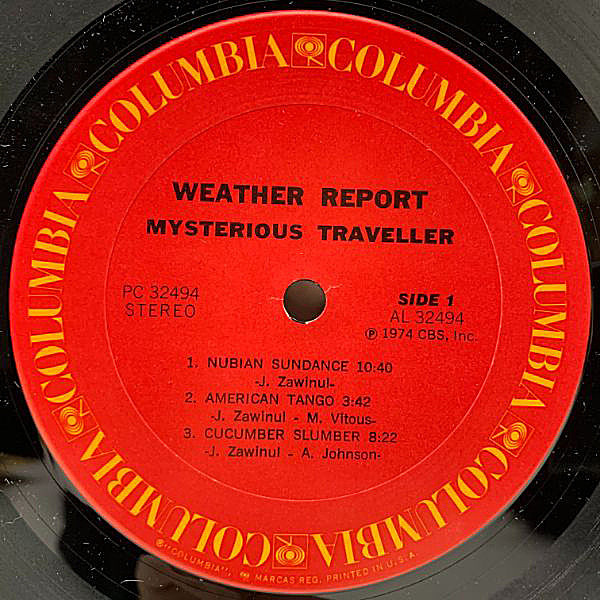 COLUMBIA COLUMBIA COLUMBIA COLUMBIA COLUMBIA COLUMBIA COLUMBIA
WEATHER REPORT
MYSTERIOUS TRAVELLER
PC 32494
STEREO
SIDE 1
AL 32494
Ⓟ 1974 CBS, Inc.
1. NUBIAN SUNDANCE 10:40
-J. Zawinul-
2. AMERICAN TANGO 3:42
-J. Zawinul - M. Vitous-
3. CUCUMBER SLUMBER 8:22
-J. Zawinul - A. Johnson-
®"COLUMBIA", MARCAS REG. PRINTED IN U.S.A.